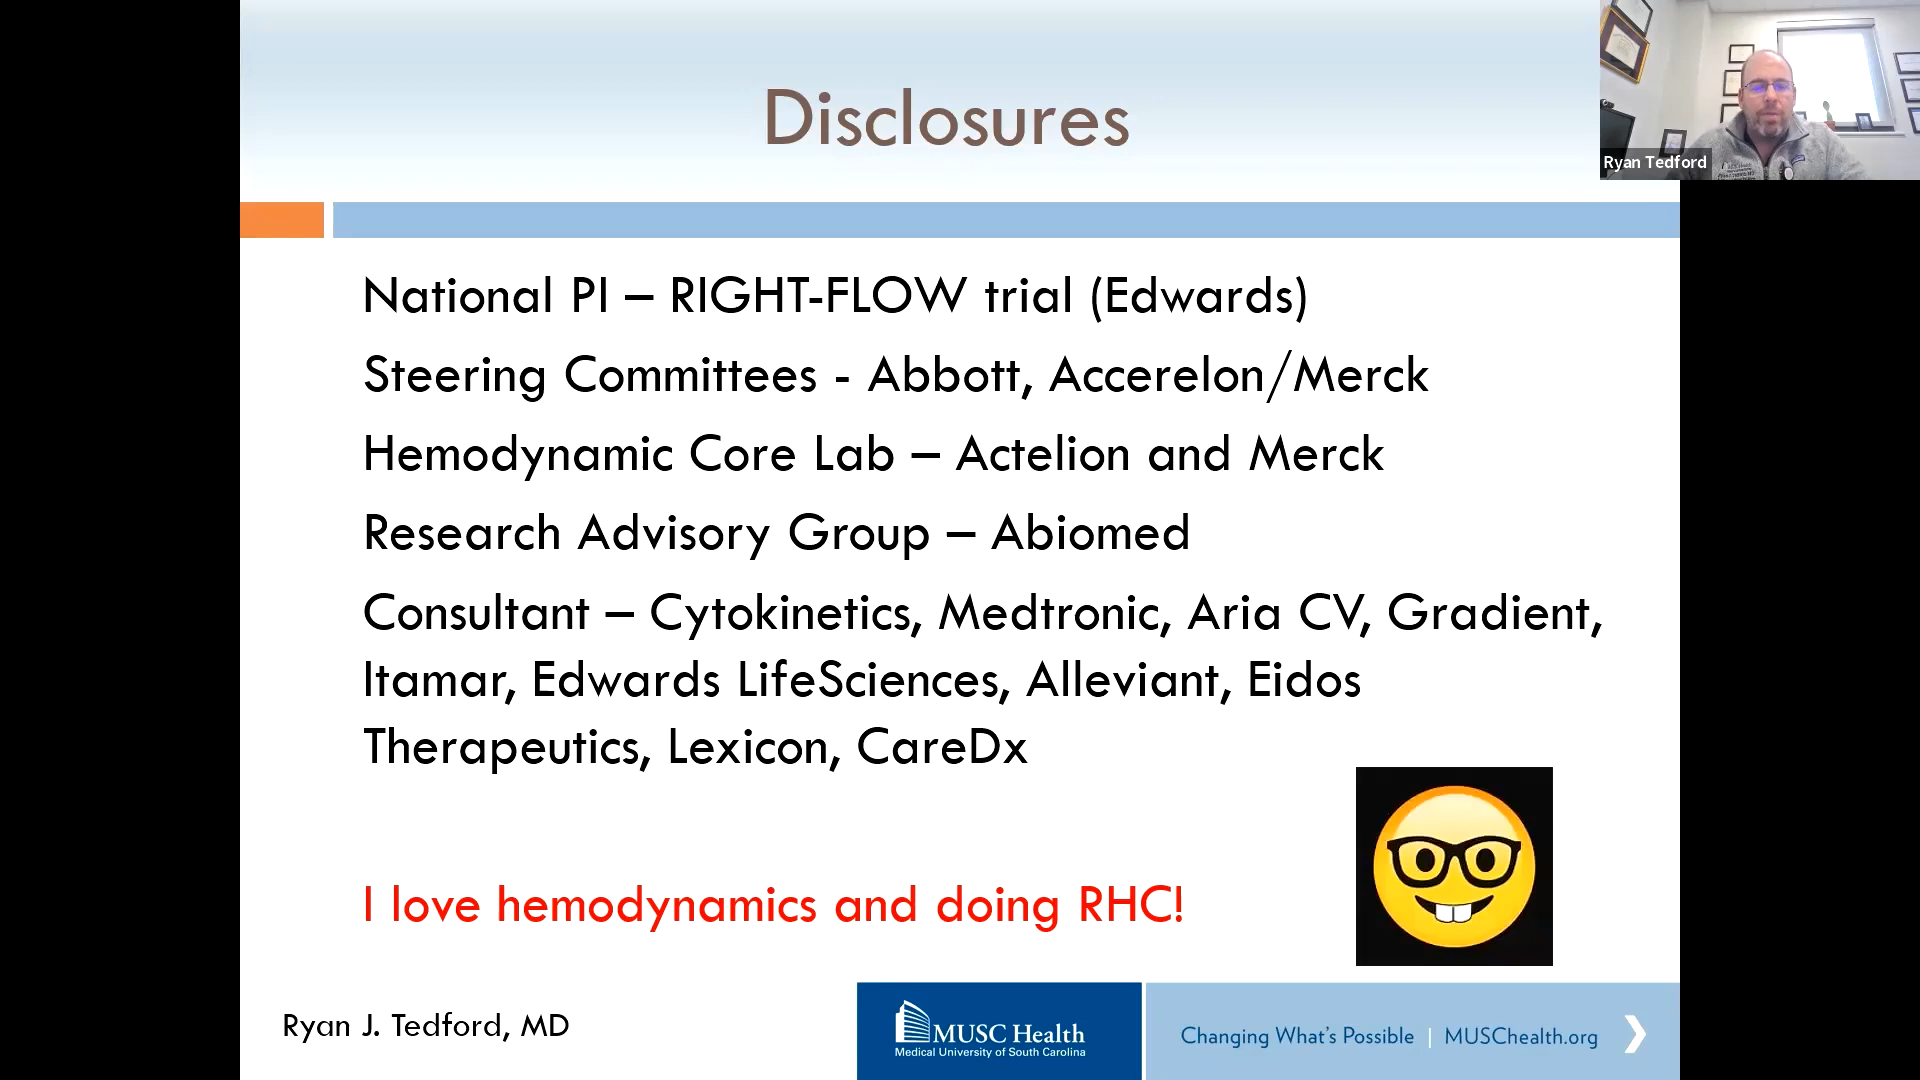 Disclosures
Ryan Tedford
National PI – RIGHT-FLOW trial (Edwards)
Steering Committees - Abbott, Accerelon/Merck
Hemodynamic Core Lab – Actelion and Merck
Research Advisory Group – Abiomed
Consultant – Cytokinetics, Medtronic, Aria CV, Gradient,
Itamar, Edwards LifeSciences, Alleviant, Eidos
Therapeutics, Lexicon, CareDx
I love hemodynamics and doing RHC!
Ryan J. Tedford, MD
MUSC Health
Medical University of South Carolina
Changing What's Possible | MUSChealth.org